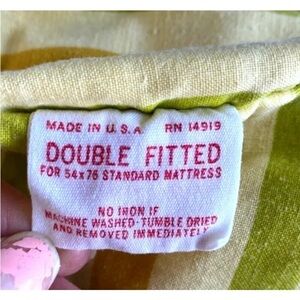 MADE IN U.S.A. RN 14919
DOUBLE FITTED
FOR 54x76 STANDARD MATTRESS
NO IRON IF
MACHINE WASHED-TUMBLE DRIED
AND REMOVED IMMEDIATELY